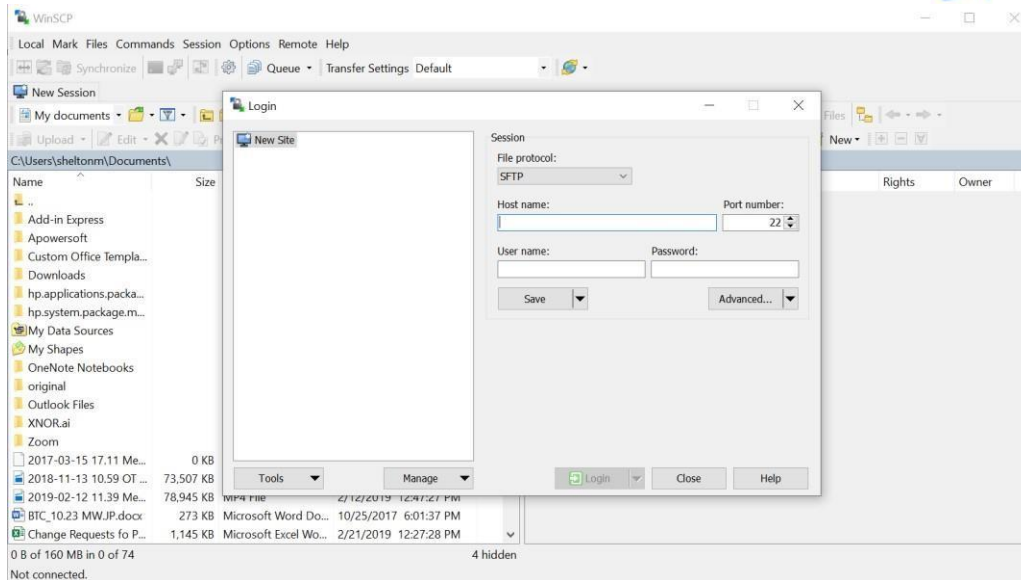 WinSCP
Local Mark Files Commands Session Options Remote Help
Synchronize Queue Transfer Settings Default
New Session
My documents
Upload Edit
Files
New
C:\Users\sheltonm\Documents\
Name Size
Rights Owner
..
Add-in Express
Apowersoft
Custom Office Templa...
Downloads
hp.applications.packa...
hp.system.package.m...
My Data Sources
My Shapes
OneNote Notebooks
original
Outlook Files
XNOR.ai
Zoom
2017-03-15 17.11 Me... 0 KB
2018-11-13 10.59 OT ... 73,507 KB
2019-02-12 11.39 Me... 78,945 KB MP4 File 2/12/2019 12:47:27 PM
BTC_10.23 MW.JP.docx 273 KB Microsoft Word Do... 10/25/2017 6:01:37 PM
Change Requests fo P... 1,145 KB Microsoft Excel Wo... 2/21/2019 12:27:28 PM
0 B of 160 MB in 0 of 74 4 hidden
Not connected.
Login
New Site
Session
File protocol:
SFTP
Host name: Port number:
22
User name: Password:
Save Advanced...
Tools Manage Login Close Help